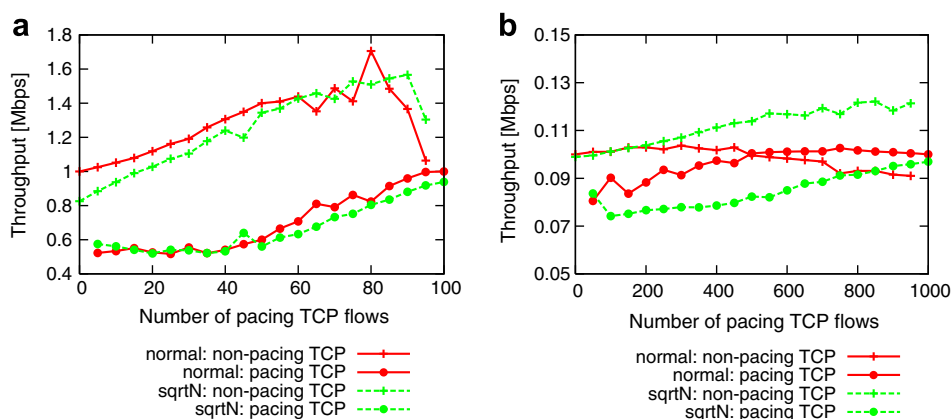 a
1.8
1.6
1.4
1.2
1.0
0.8
0.6
0.4
Throughput [Mbps]
0 20 40 60 80 100
Number of pacing TCP flows
normal: non-pacing TCP
normal: pacing TCP
sqrtN: non-pacing TCP
sqrtN: pacing TCP
b
0.15
0.13
0.11
0.09
0.07
0.05
Throughput [Mbps]
0 200 400 600 800 1000
Number of pacing TCP flows
normal: non-pacing TCP
normal: pacing TCP
sqrtN: non-pacing TCP
sqrtN: pacing TCP